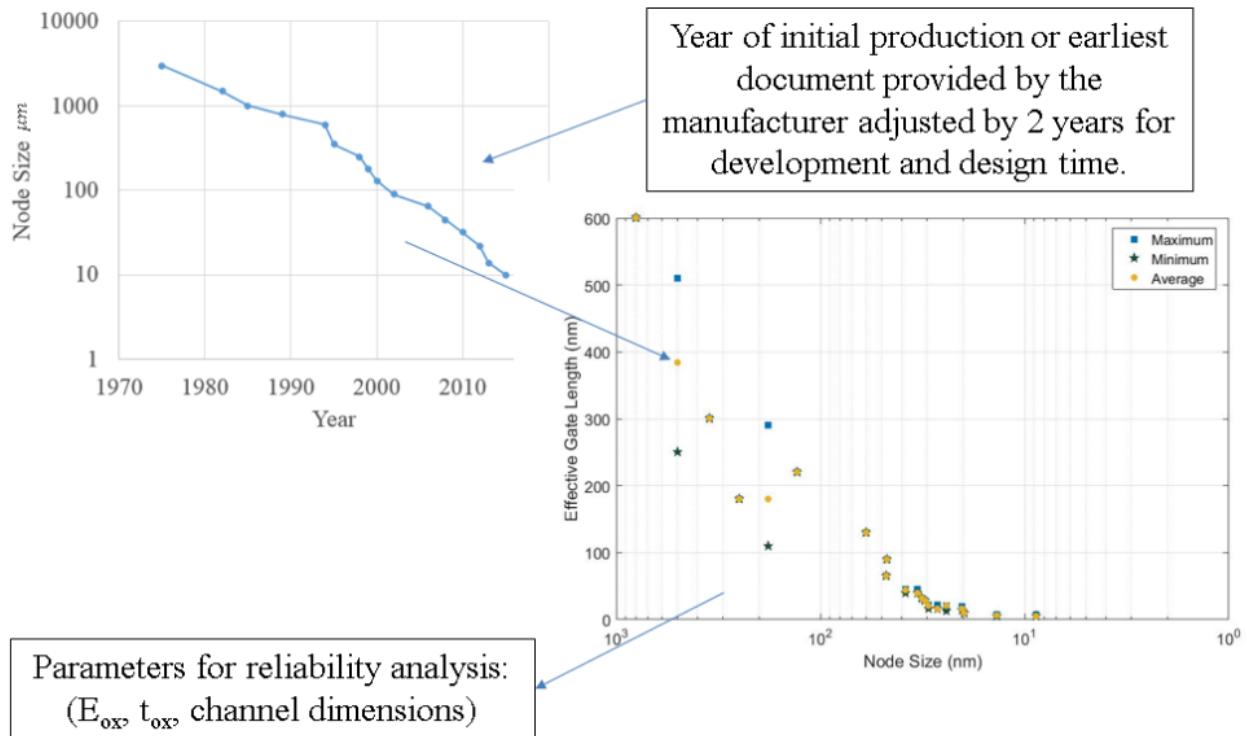 10000
1000
100
10
1
Node Size µm
1970 1980 1990 2000 2010
Year
Year of initial production or earliest
document provided by the
manufacturer adjusted by 2 years for
development and design time.
600
500
400
300
200
100
0
Effective Gate Length (nm)
Maximum
Minimum
Average
10³ 10² 10¹ 10⁰
Node Size (nm)
Parameters for reliability analysis:
(Eₒₓ, tₒₓ, channel dimensions)